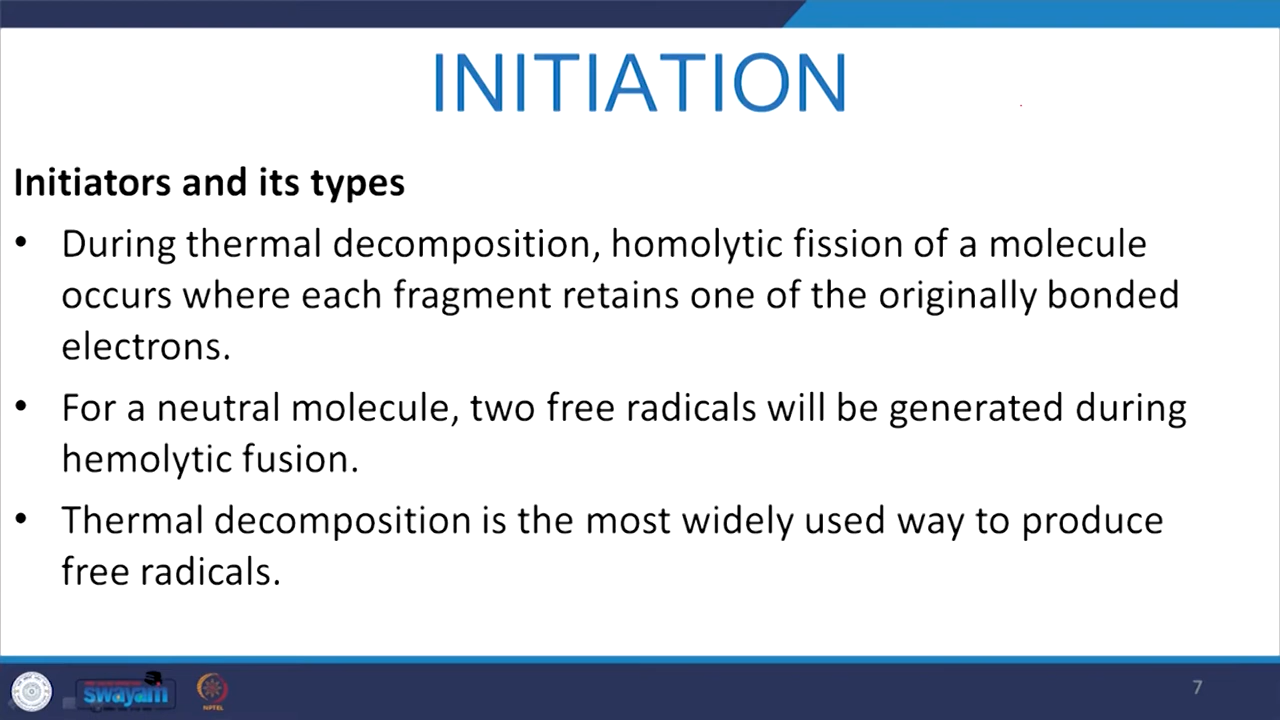 INITIATION
Initiators and its types
• During thermal decomposition, homolytic fission of a molecule
occurs where each fragment retains one of the originally bonded
electrons.
• For a neutral molecule, two free radicals will be generated during
hemolytic fusion.
• Thermal decomposition is the most widely used way to produce
free radicals.
swayam
NPTEL
7